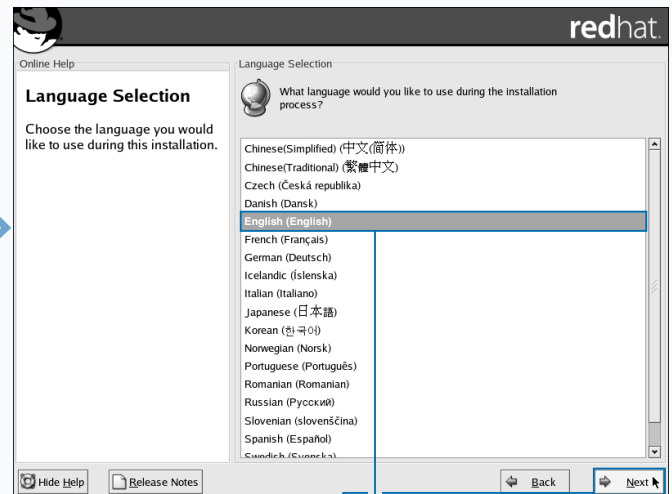 redhat.
Online Help
Language Selection
Choose the language you would
like to use during this installation.
Language Selection
What language would you like to use during the installation
process?
Chinese(Simplified) (中文(简体))
Chinese(Traditional) (繁體中文)
Czech (Česká republika)
Danish (Dansk)
English (English)
French (Français)
German (Deutsch)
Icelandic (Íslenska)
Italian (Italiano)
Japanese (日本語)
Korean (한국어)
Norwegian (Norsk)
Portuguese (Português)
Romanian (Romanian)
Russian (Русский)
Slovenian (slovenščina)
Spanish (Español)
Swedish (Svenska)
Hide Help
Release Notes
Back
Next